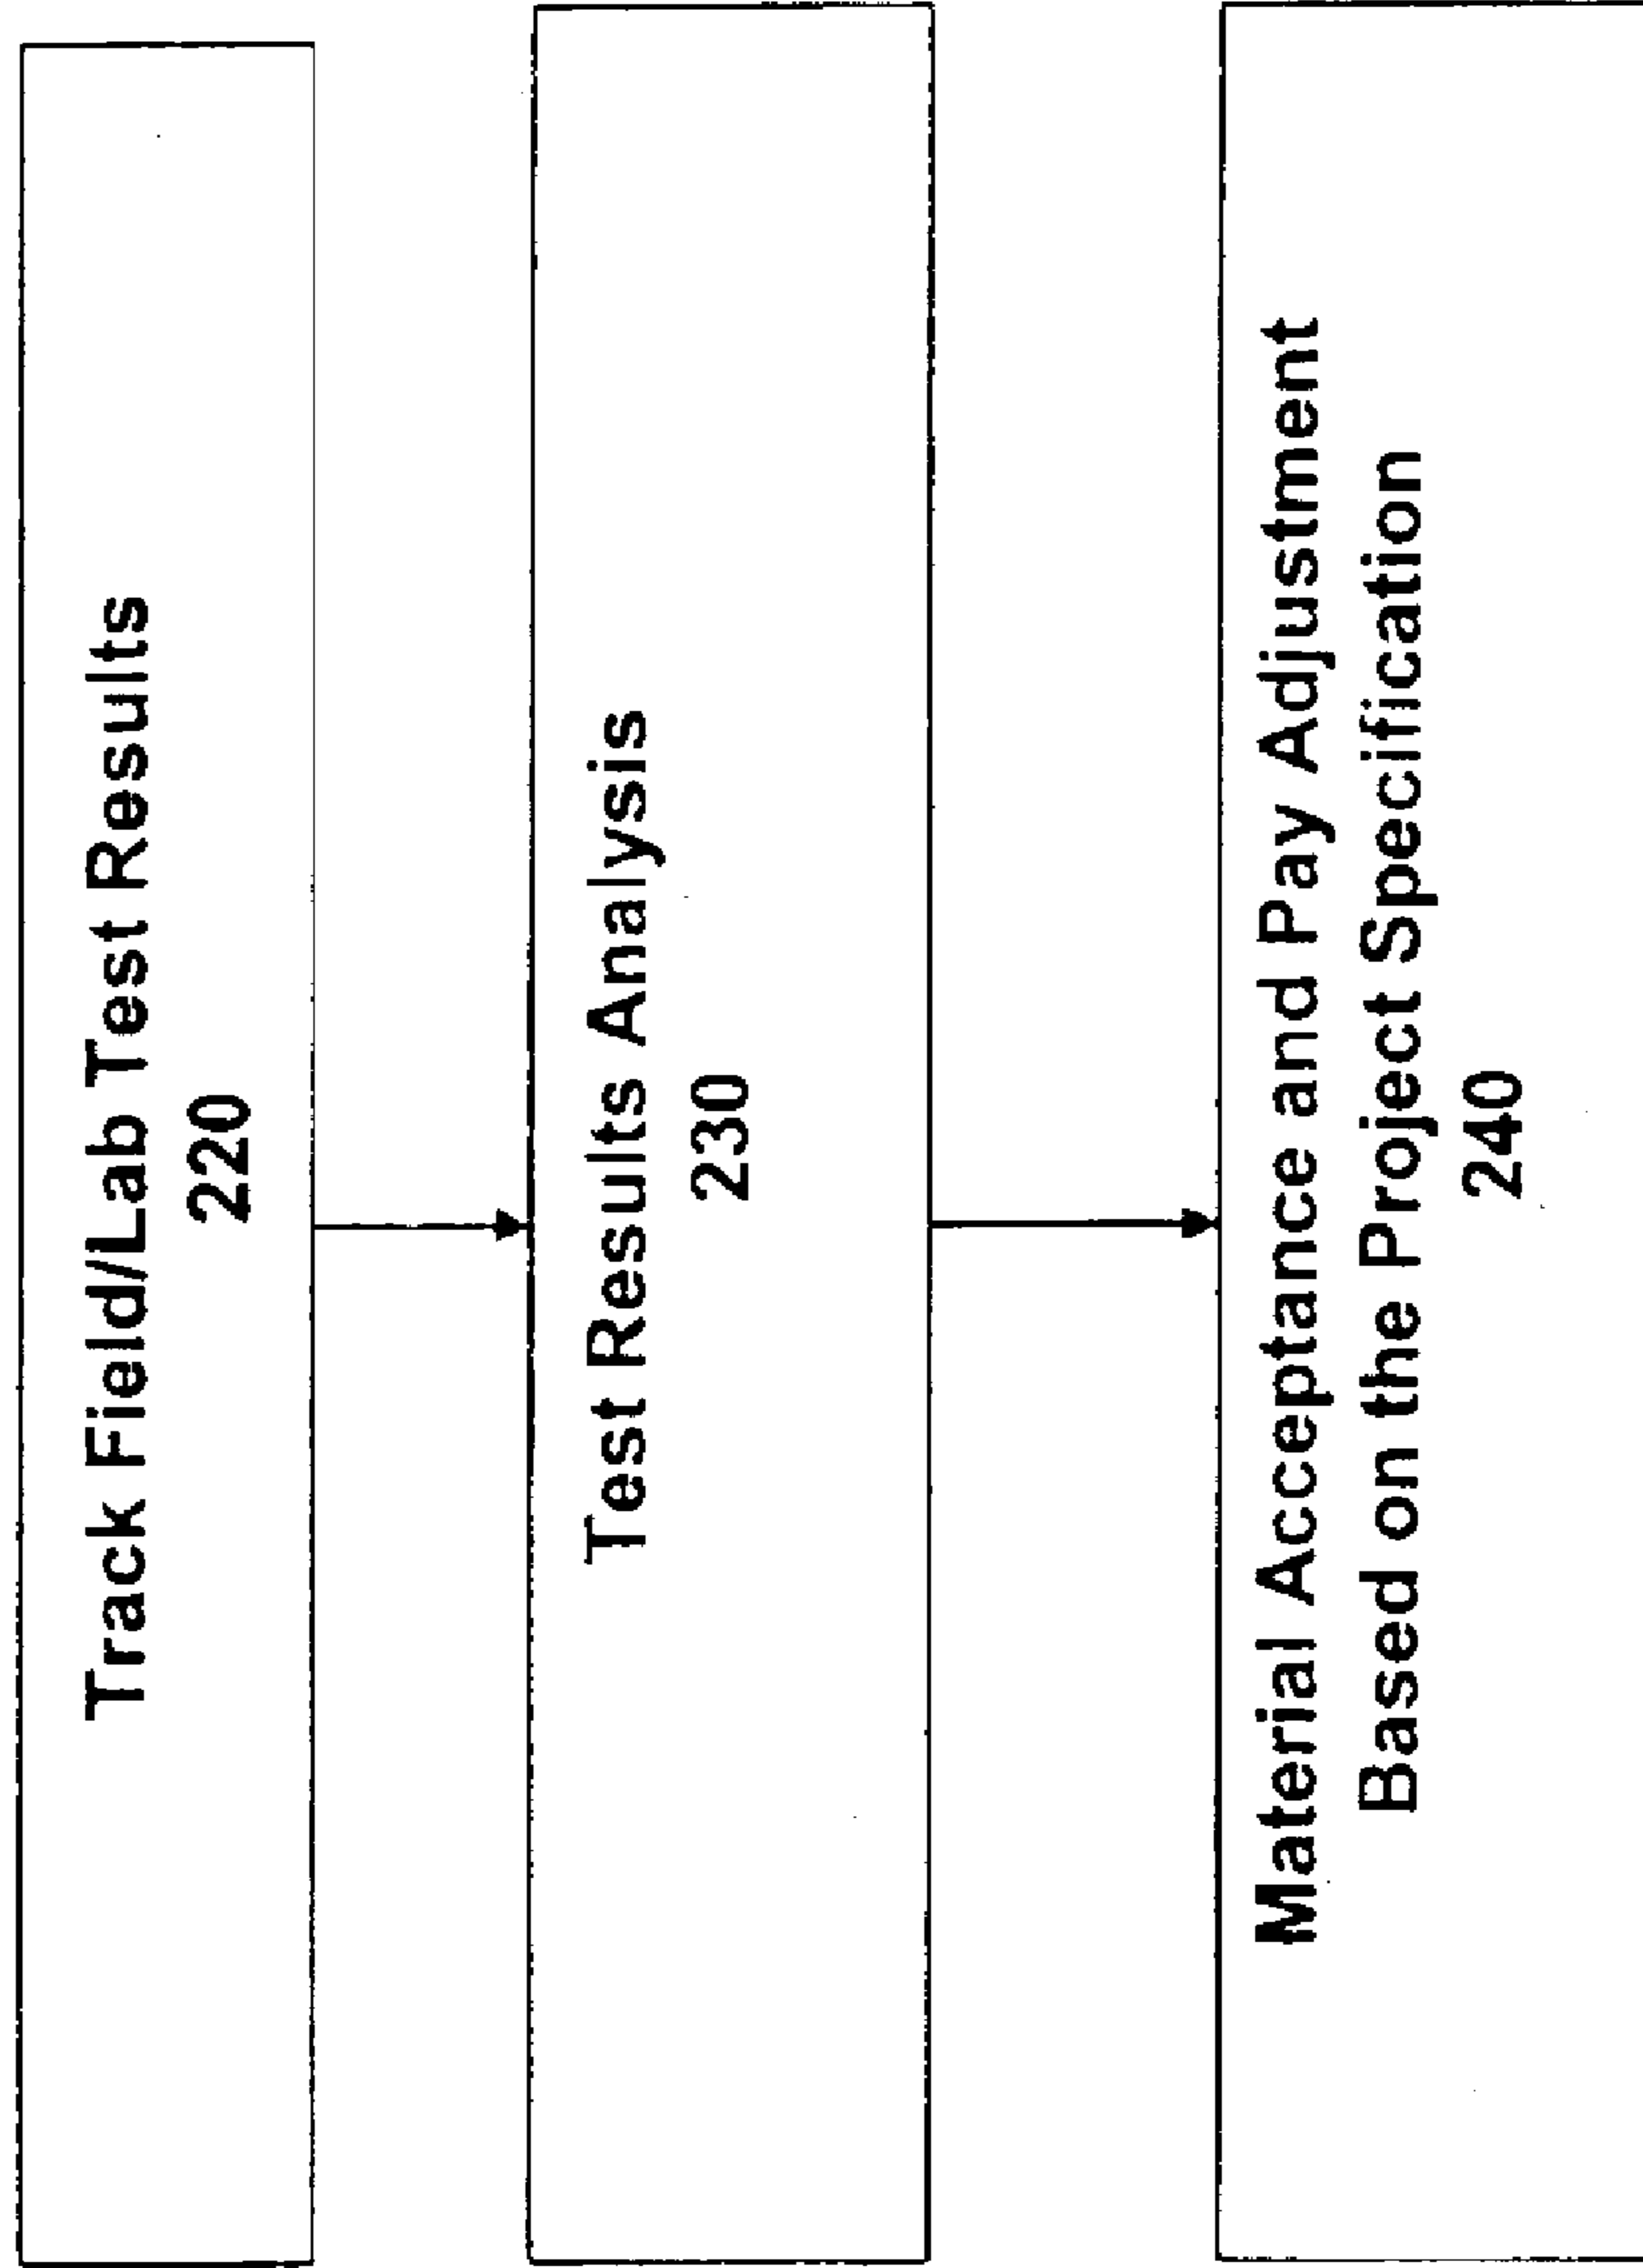 Track Field/Lab Test Results
220
Test Results Analysis
230
Material Acceptance and Pay Adjustment
Based on the Project Specification
240